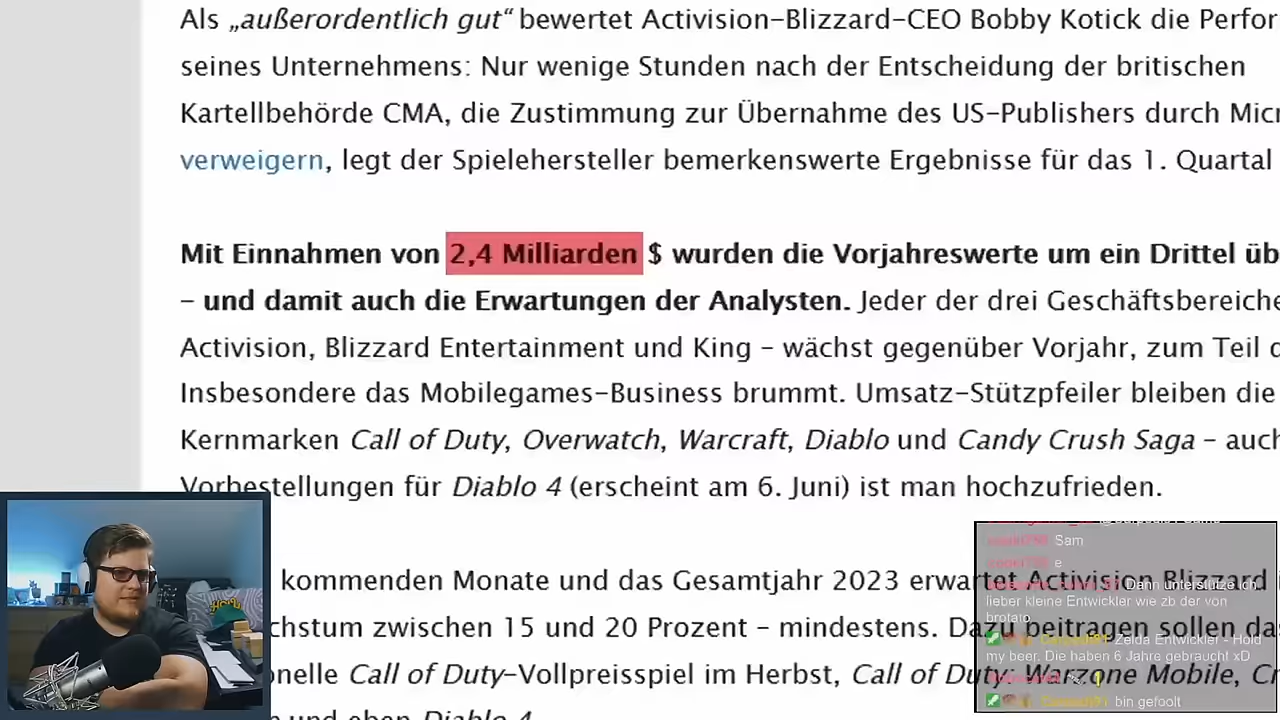 Als „außerordentlich gut“ bewertet Activision-Blizzard-CEO Bobby Kotick die Perfor
seines Unternehmens: Nur wenige Stunden nach der Entscheidung der britischen
Kartellbehörde CMA, die Zustimmung zur Übernahme des US-Publishers durch Micr
verweigern, legt der Spielehersteller bemerkenswerte Ergebnisse für das 1. Quartal
Mit Einnahmen von 2,4 Milliarden $ wurden die Vorjahreswerte um ein Drittel üb
– und damit auch die Erwartungen der Analysten. Jeder der drei Geschäftsbereiche
Activision, Blizzard Entertainment und King – wächst gegenüber Vorjahr, zum Teil d
Insbesondere das Mobilegames-Business brummt. Umsatz-Stützpfeiler bleiben die
Kernmarken Call of Duty, Overwatch, Warcraft, Diablo und Candy Crush Saga – auch
Vorbestellungen für Diablo 4 (erscheint am 6. Juni) ist man hochzufrieden.
kommenden Monate und das Gesamtjahr 2023 erwartet Activision Blizzard
chstum zwischen 15 und 20 Prozent – mindestens. Dazu beitragen sollen das
onelle Call of Duty-Vollpreisspiel im Herbst, Call of Duty: Warzone Mobile, Cr
und eben Diablo 4
Sam
e
Dann unterstütze ich
lieber kleine Entwickler wie zb der von
brotato
Zelda Entwickler - Hold
my beer. Die haben 6 Jahre gebraucht xD
1
bin gefoolt